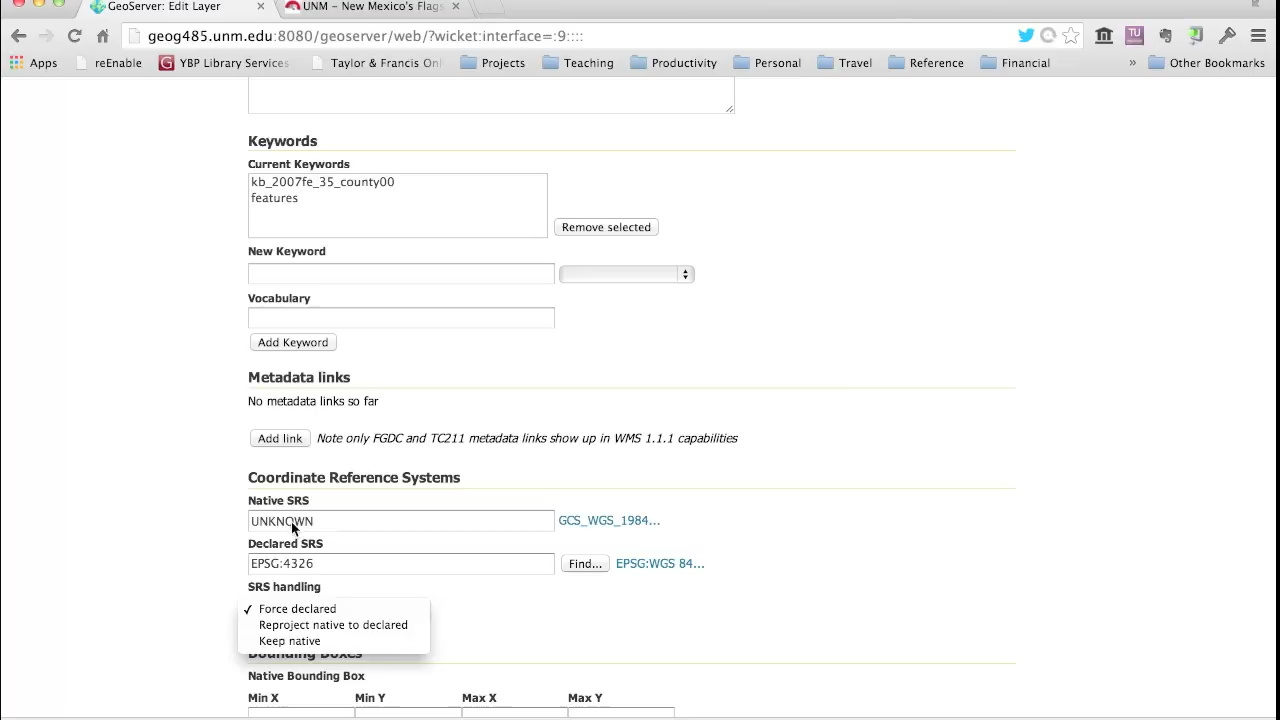 GeoServer: Edit Layer
UNM – New Mexico's Flags
geog485.unm.edu:8080/geoserver/web/?wicket:interface=:9::::
Apps reEnable YBP Library Service Taylor & Francis On Projects Teaching Productivity Personal Travel Reference Financial » Other Bookmarks
Keywords
Current Keywords
kb_2007fe_35_county00
features
Remove selected
New Keyword
Vocabulary
Add Keyword
Metadata links
No metadata links so far
Add link Note only FGDC and TC211 metadata links show up in WMS 1.1.1 capabilities
Coordinate Reference Systems
Native SRS
UNKNOWN GCS_WGS_1984...
Declared SRS
EPSG:4326 Find... EPSG:WGS 84...
SRS handling
✓ Force declared
Reproject native to declared
Keep native
Bounding Boxes
Native Bounding Box
Min X Min Y Max X Max Y